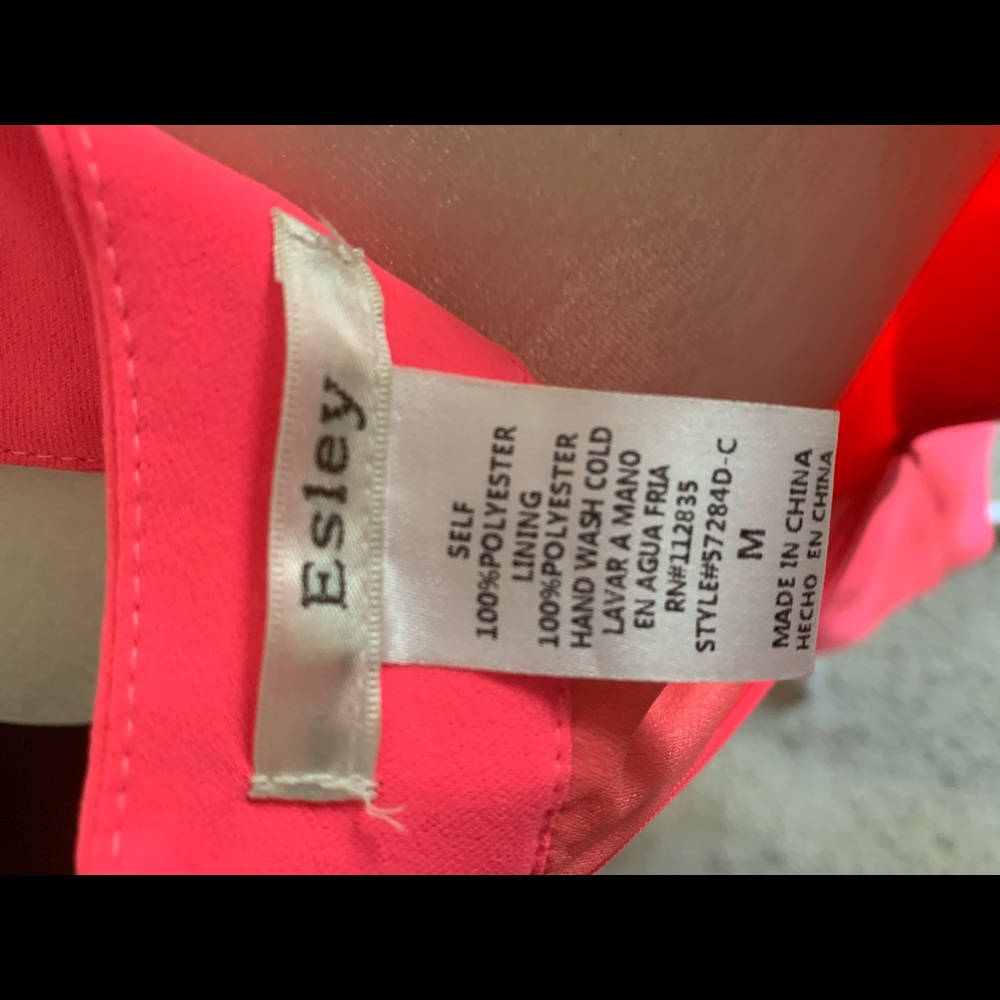 Esley
SELF
100%POLYESTER
LINING
100%POLYESTER
HAND WASH COLD
LAVAR A MANO
EN AGUA FRIA
RN#112835
STYLE#57284D-C
M
MADE IN CHINA
HECHO EN CHINA